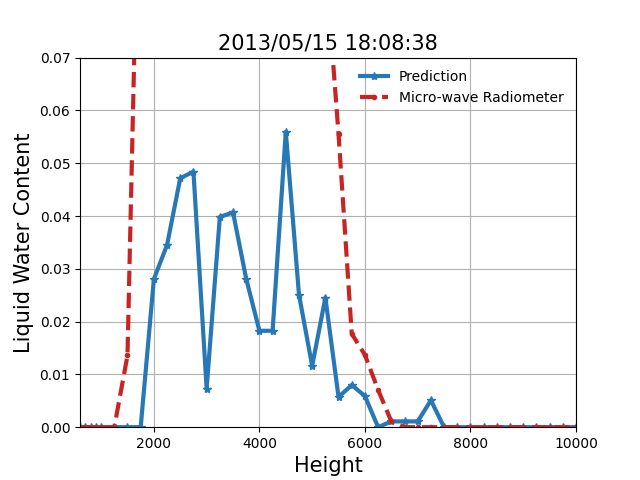 2013/05/15 18:08:38
Prediction
Micro-wave Radiometer
Liquid Water Content
0.07
0.06
0.05
0.04
0.03
0.02
0.01
0.00
2000 4000 6000 8000 10000
Height